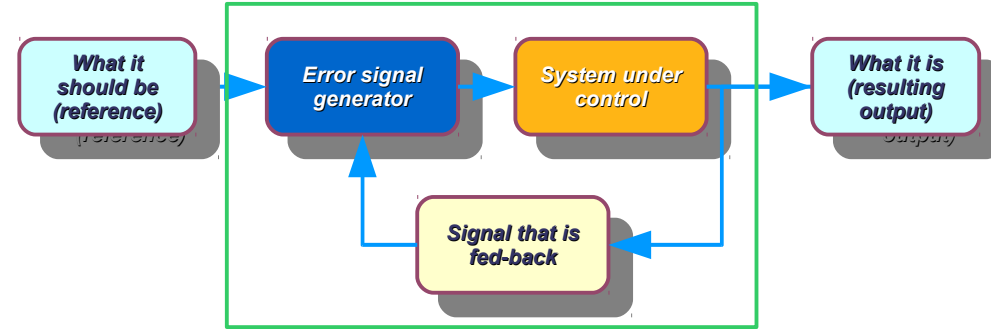 What it
should be
(reference)
Error signal
generator
System under
control
What it is
(resulting
output)
Signal that is
fed-back